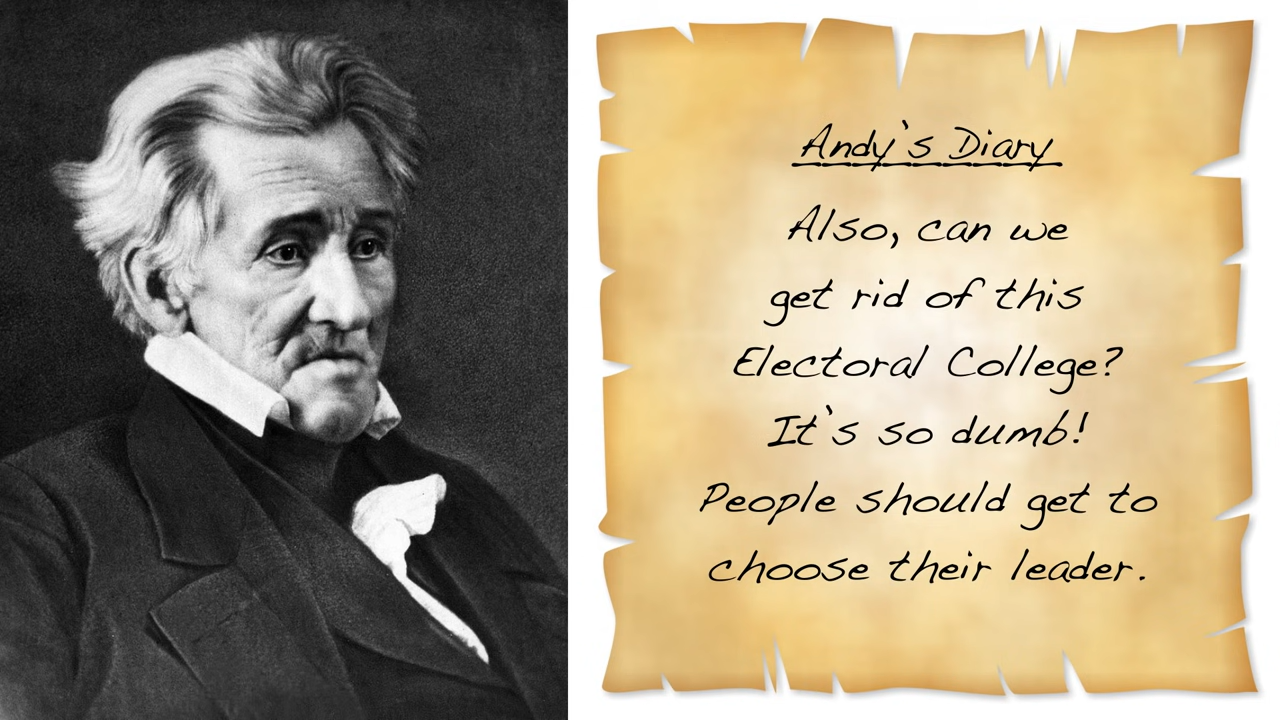 Andy's Diary
Also, can we
get rid of this
Electoral College?
It's so dumb!
People should get to
choose their leader.